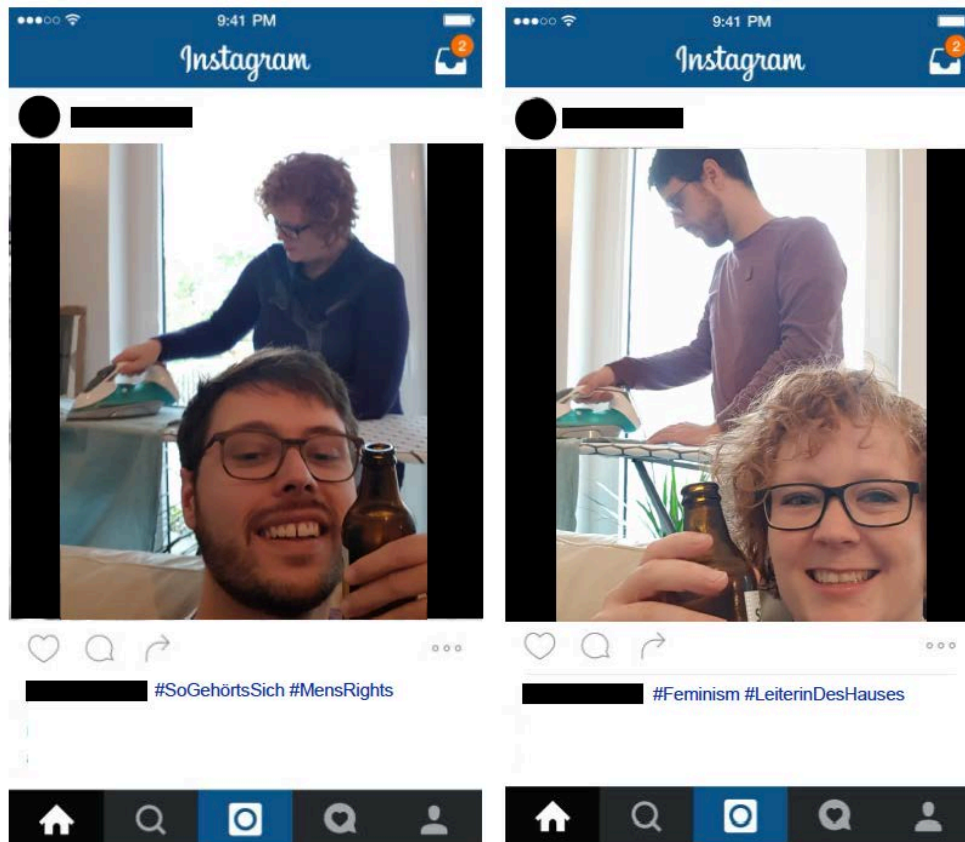 9:41 PM
Instagram
2
#SoGehörtsSich #MensRights
9:41 PM
Instagram
2
#Feminism #LeiterinDesHauses